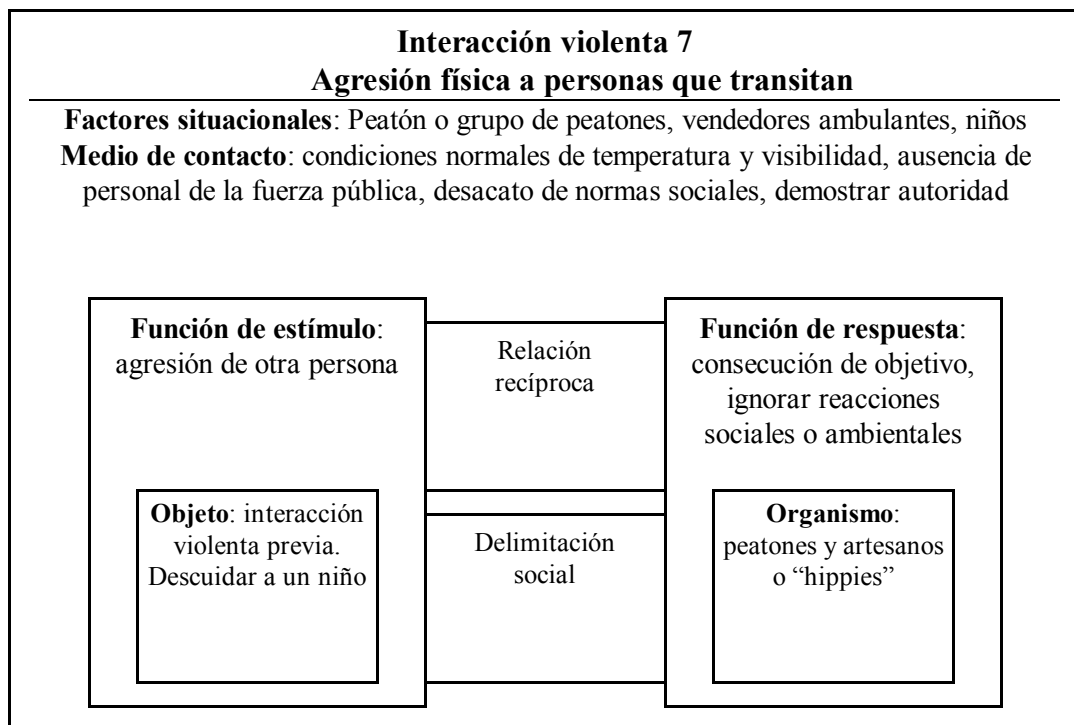 Interacción violenta 7
Agresión física a personas que transitan
Factores situacionales: Peatón o grupo de peatones, vendedores ambulantes, niños
Medio de contacto: condiciones normales de temperatura y visibilidad, ausencia de
personal de la fuerza pública, desacato de normas sociales, demostrar autoridad
Función de estímulo:
agresión de otra persona
Objeto: interacción
violenta previa.
Descuidar a un niño
Relación
recíproca
Delimitación
social
Función de respuesta:
consecución de objetivo,
ignorar reacciones
sociales o ambientales
Organismo:
peatones y artesanos
o “hippies”